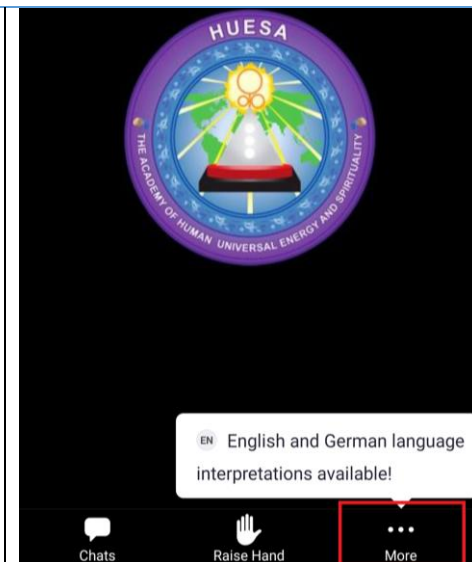 HUESA
THE ACADEMY OF HUMAN UNIVERSAL ENERGY AND SPIRITUALITY
EN English and German language
interpretations available!
Chats
Raise Hand
More